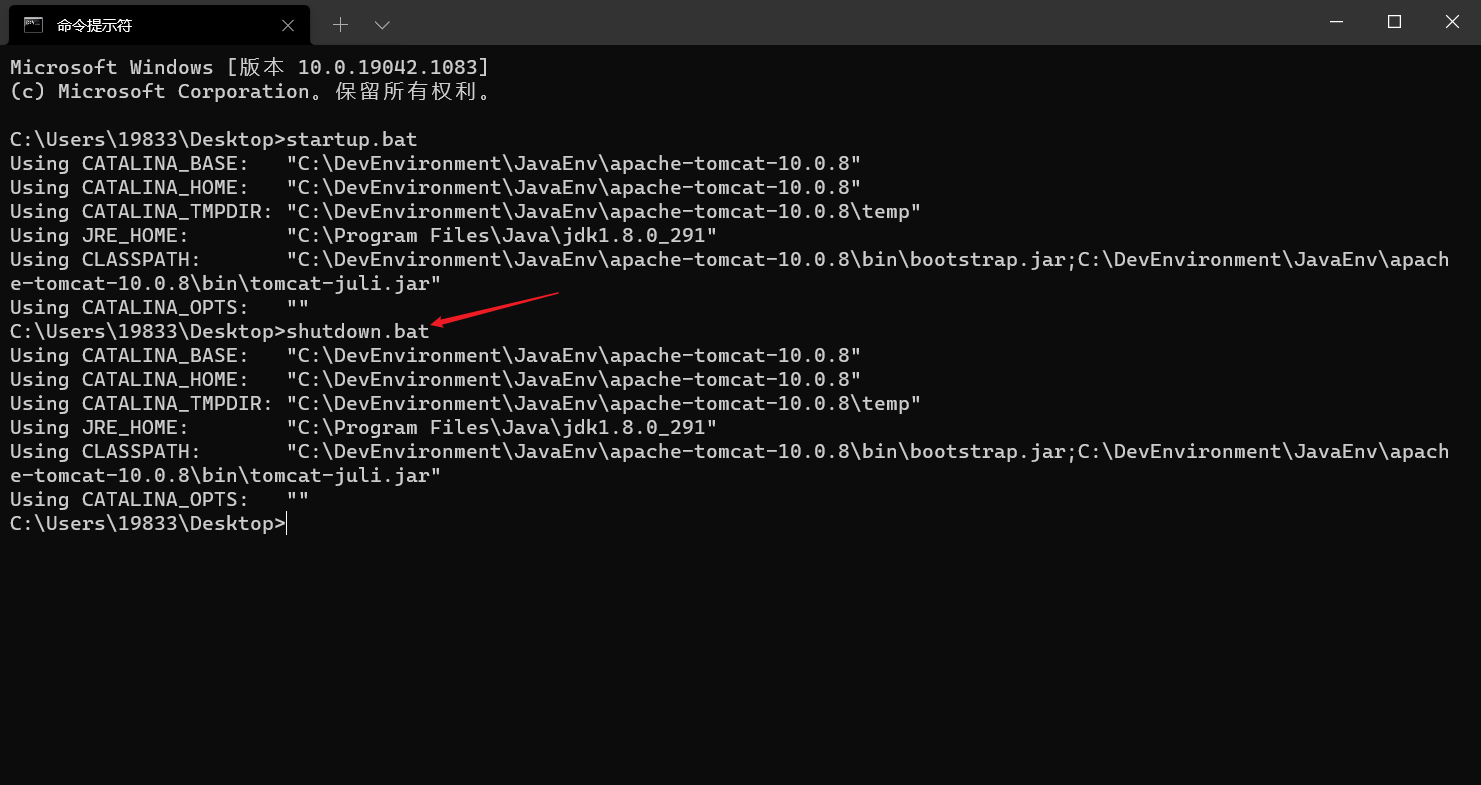 命令提示符
Microsoft Windows [版本 10.0.19042.1083]
(c) Microsoft Corporation。保留所有权利。
C:\Users\19833\Desktop>startup.bat
Using CATALINA_BASE:   "C:\DevEnvironment\JavaEnv\apache-tomcat-10.0.8"
Using CATALINA_HOME:   "C:\DevEnvironment\JavaEnv\apache-tomcat-10.0.8"
Using CATALINA_TMPDIR: "C:\DevEnvironment\JavaEnv\apache-tomcat-10.0.8\temp"
Using JRE_HOME:        "C:\Program Files\Java\jdk1.8.0_291"
Using CLASSPATH:       "C:\DevEnvironment\JavaEnv\apache-tomcat-10.0.8\bin\bootstrap.jar;C:\DevEnvironment\JavaEnv\apach
e-tomcat-10.0.8\bin\tomcat-juli.jar"
Using CATALINA_OPTS:   ""
C:\Users\19833\Desktop>shutdown.bat
Using CATALINA_BASE:   "C:\DevEnvironment\JavaEnv\apache-tomcat-10.0.8"
Using CATALINA_HOME:   "C:\DevEnvironment\JavaEnv\apache-tomcat-10.0.8"
Using CATALINA_TMPDIR: "C:\DevEnvironment\JavaEnv\apache-tomcat-10.0.8\temp"
Using JRE_HOME:        "C:\Program Files\Java\jdk1.8.0_291"
Using CLASSPATH:       "C:\DevEnvironment\JavaEnv\apache-tomcat-10.0.8\bin\bootstrap.jar;C:\DevEnvironment\JavaEnv\apach
e-tomcat-10.0.8\bin\tomcat-juli.jar"
Using CATALINA_OPTS:   ""
C:\Users\19833\Desktop>